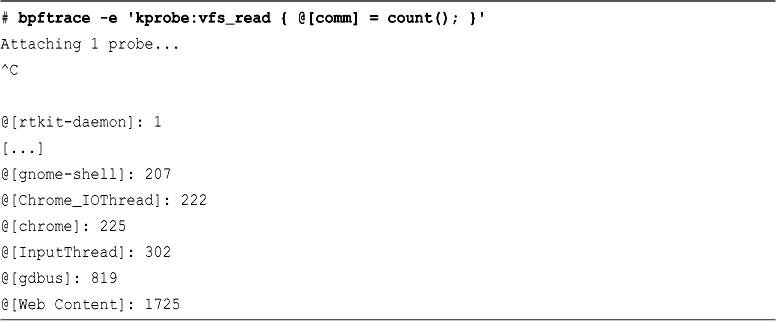 # bpftrace -e 'kprobe:vfs_read { @[comm] = count(); }'
Attaching 1 probe...
^C
@[rtkit-daemon]: 1
[...]
@[gnome-shell]: 207
@[Chrome_IOThread]: 222
@[chrome]: 225
@[InputThread]: 302
@[gdbus]: 819
@[Web Content]: 1725